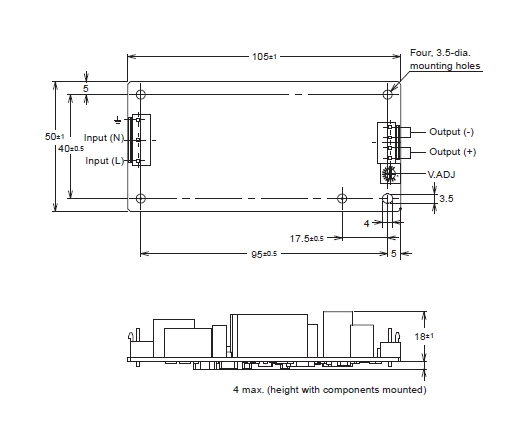 105±1
Four, 3.5-dia.
mounting holes
5
50±1
40±0.5
Input (N)
Input (L)
Output (-)
Output (+)
V.ADJ
3.5
4
17.5±0.5
95±0.5
5
18±1
4 max. (height with components mounted)